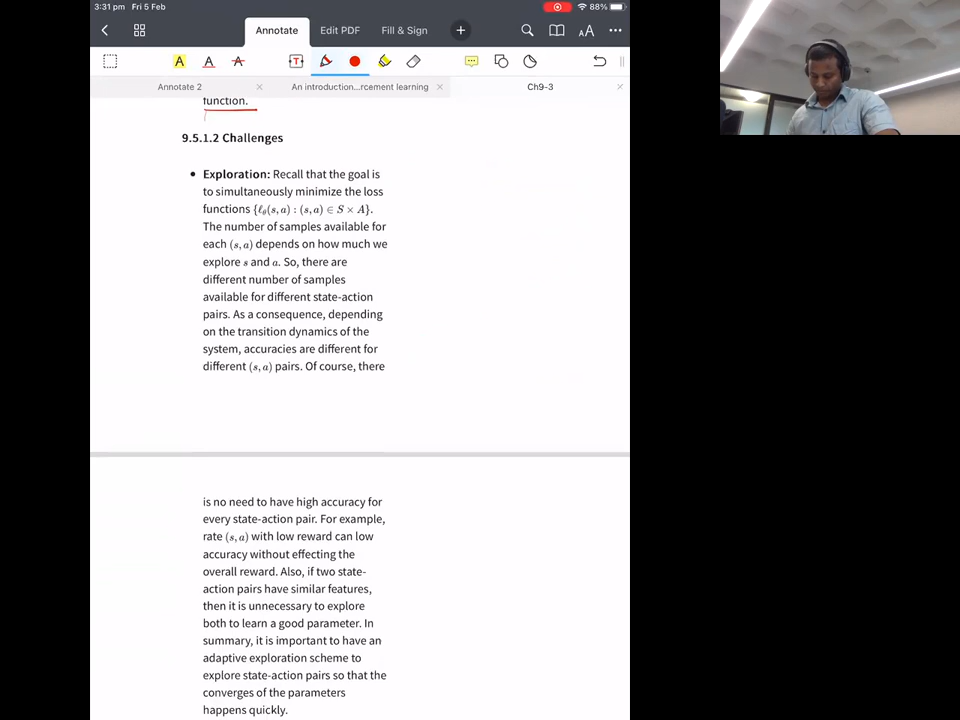 3:31 pm Fri 5 Feb
88%
Annotate Edit PDF Fill & Sign
A A A T AA
Annotate 2 An introduction...rcement learning Ch9-3
function.
9.5.1.2 Challenges
• Exploration: Recall that the goal is
to simultaneously minimize the loss
functions {ℓθ(s, a) : (s, a) ∈ S × A}.
The number of samples available for
each (s, a) depends on how much we
explore s and a. So, there are
different number of samples
available for different state-action
pairs. As a consequence, depending
on the transition dynamics of the
system, accuracies are different for
different (s, a) pairs. Of course, there
is no need to have high accuracy for
every state-action pair. For example,
rate (s, a) with low reward can low
accuracy without effecting the
overall reward. Also, if two state-
action pairs have similar features,
then it is unnecessary to explore
both to learn a good parameter. In
summary, it is important to have an
adaptive exploration scheme to
explore state-action pairs so that the
converges of the parameters
happens quickly.